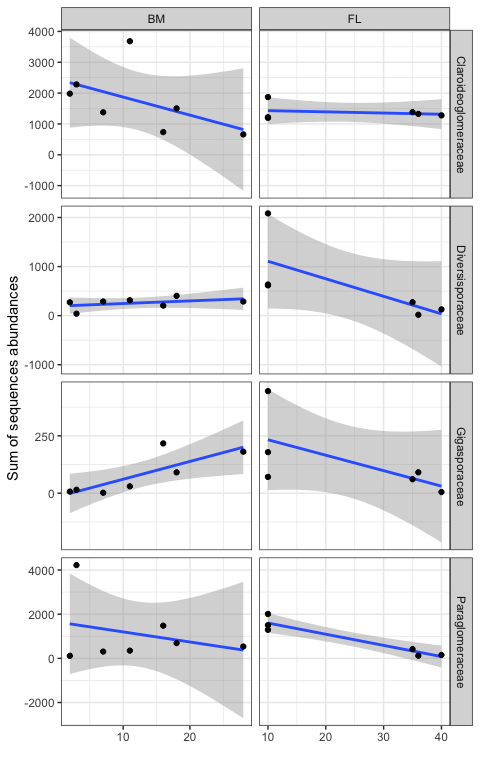 BM FL
4000
3000
2000
1000
0
-1000
Claroideoglomeraceae
2000
1000
0
-1000
Diversisporaceae
Sum of sequences abundances
250
0
Gigasporaceae
4000
2000
0
-2000
Paraglomeraceae
10 20 10 20 30 40